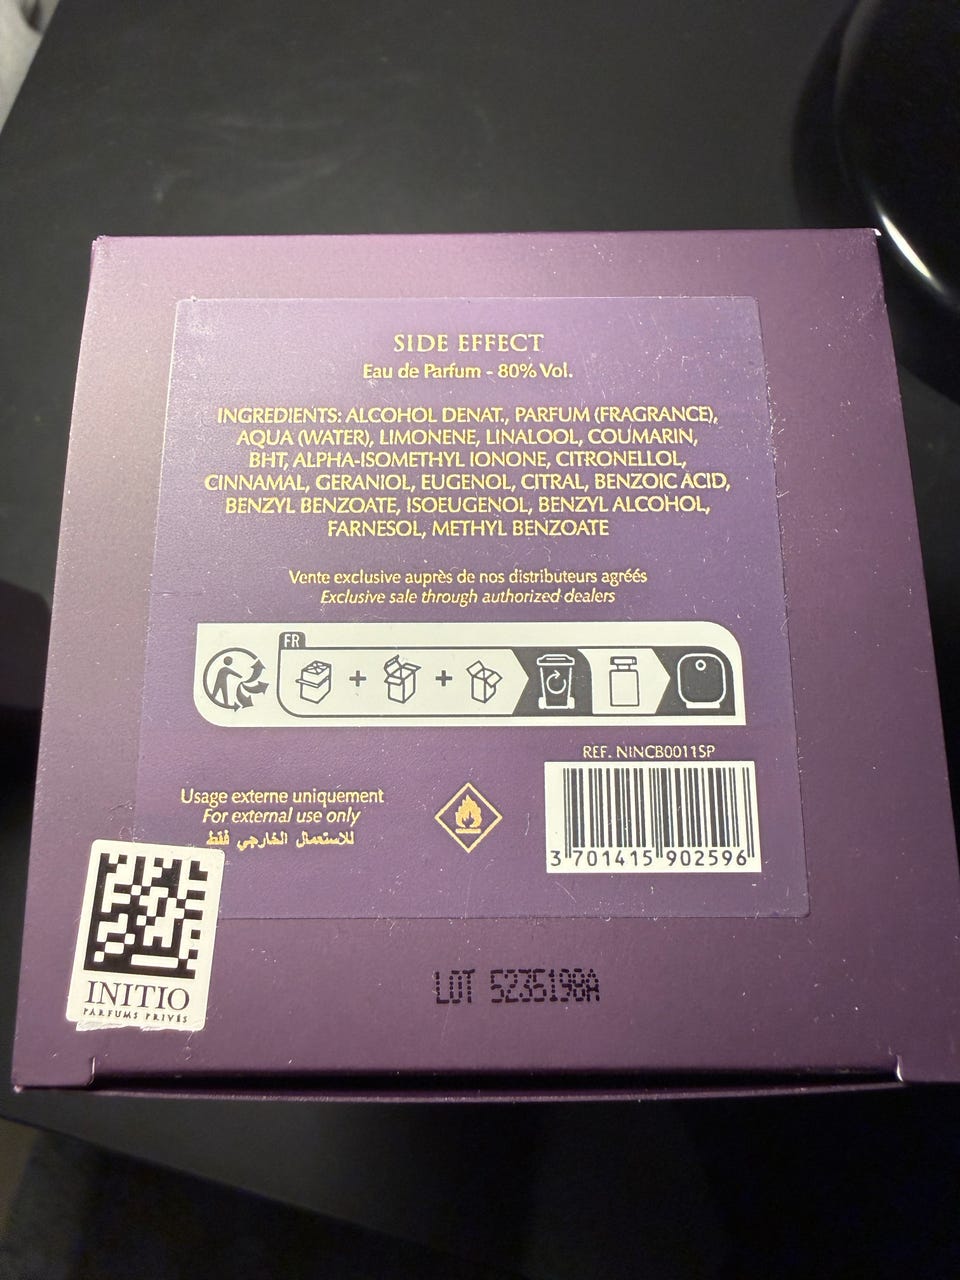 SIDE EFFECT
Eau de Parfum - 80% Vol.
INGREDIENTS: ALCOHOL DENAT., PARFUM (FRAGRANCE),
AQUA (WATER), LIMONENE, LINALOOL, COUMARIN,
BHT, ALPHA-ISOMETHYL IONONE, CITRONELLOL,
CINNAMAL, GERANIOL, EUGENOL, CITRAL, BENZOIC ACID,
BENZYL BENZOATE, ISOEUGENOL, BENZYL ALCOHOL,
FARNESOL, METHYL BENZOATE
Vente exclusive auprès de nos distributeurs agréés
Exclusive sale through authorized dealers
FR
REF. NINCB0011SP
Usage externe uniquement
For external use only
للاستعمال الخارجي فقط
3 701415 902596
INITIO
PARFUMS PRIVÉS
LOT 5235198A